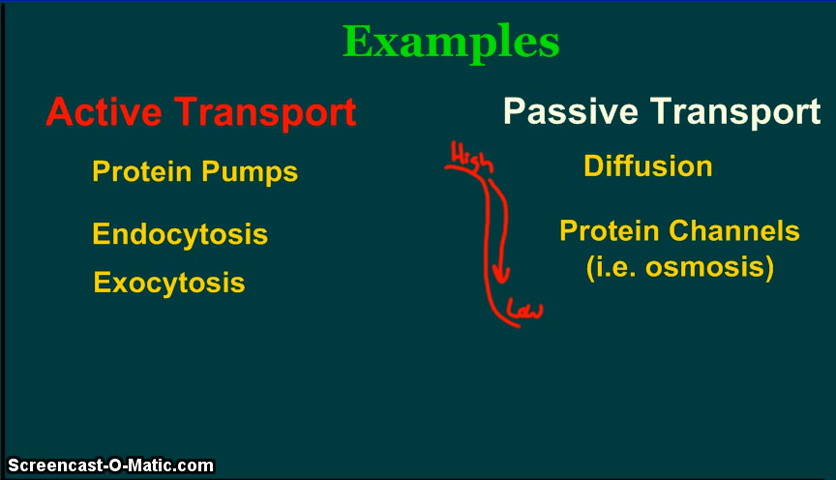 Examples
Active Transport
Protein Pumps
Endocytosis
Exocytosis
High
Low
Passive Transport
Diffusion
Protein Channels
(i.e. osmosis)
Screencast-O-Matic.com